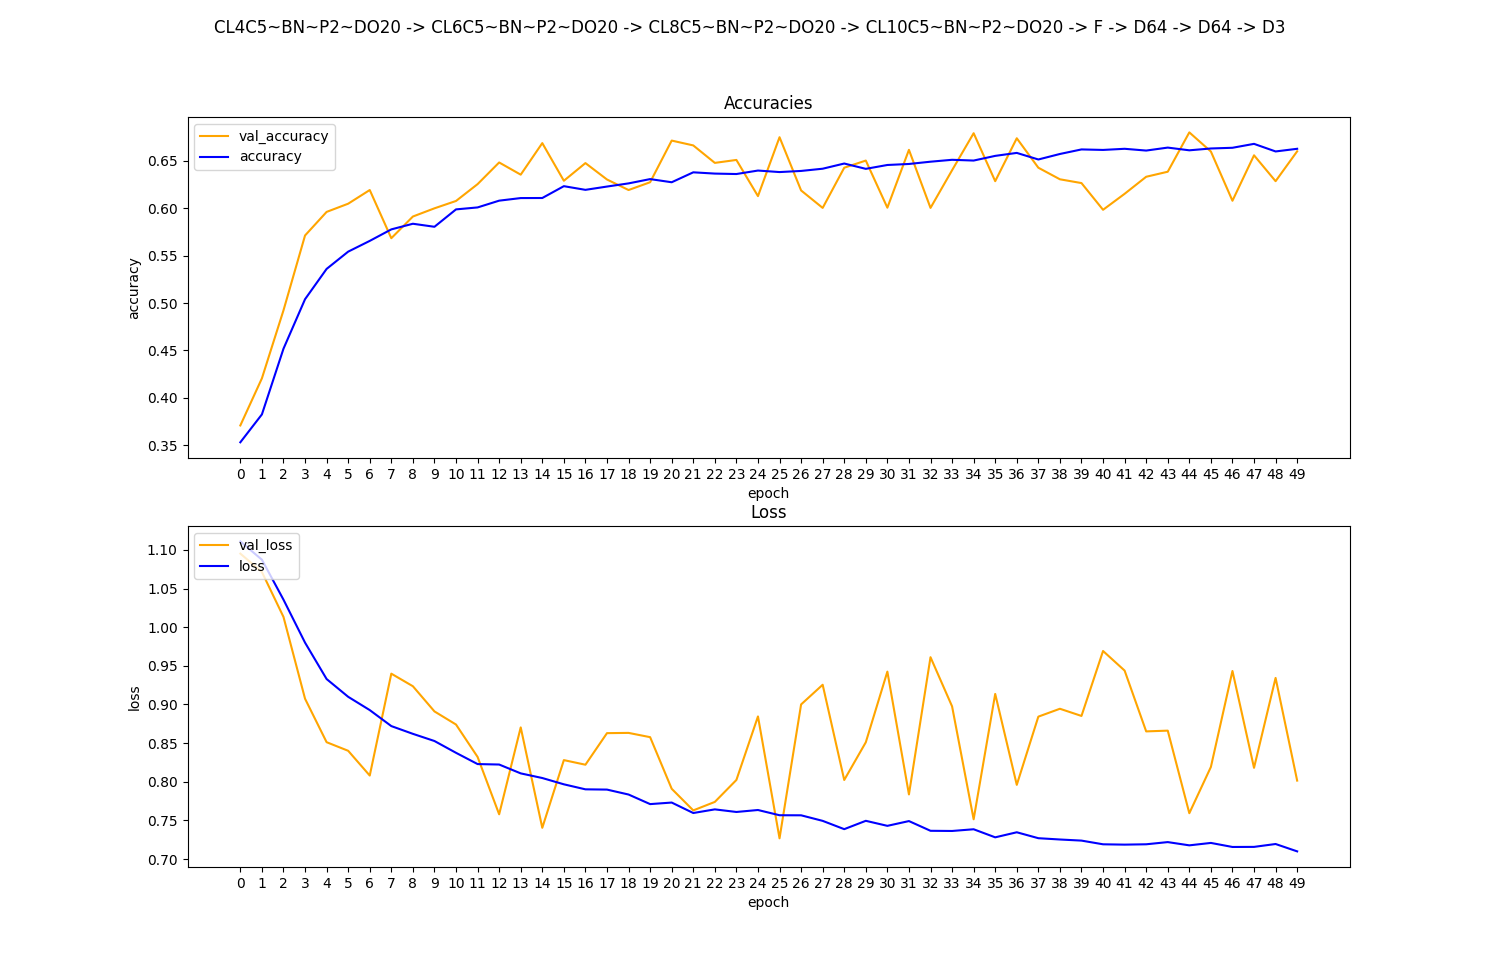 CL4C5~BN~P2~DO20 -> CL6C5~BN~P2~DO20 -> CL8C5~BN~P2~DO20 -> CL10C5~BN~P2~DO20 -> F -> D64 -> D64 -> D3
Accuracies
val_accuracy
accuracy
accuracy
0.65
0.60
0.55
0.50
0.45
0.40
0.35
0 1 2 3 4 5 6 7 8 9 10 11 12 13 14 15 16 17 18 19 20 21 22 23 24 25 26 27 28 29 30 31 32 33 34 35 36 37 38 39 40 41 42 43 44 45 46 47 48 49
epoch
Loss
val_loss
loss
loss
1.10
1.05
1.00
0.95
0.90
0.85
0.80
0.75
0.70
0 1 2 3 4 5 6 7 8 9 10 11 12 13 14 15 16 17 18 19 20 21 22 23 24 25 26 27 28 29 30 31 32 33 34 35 36 37 38 39 40 41 42 43 44 45 46 47 48 49
epoch